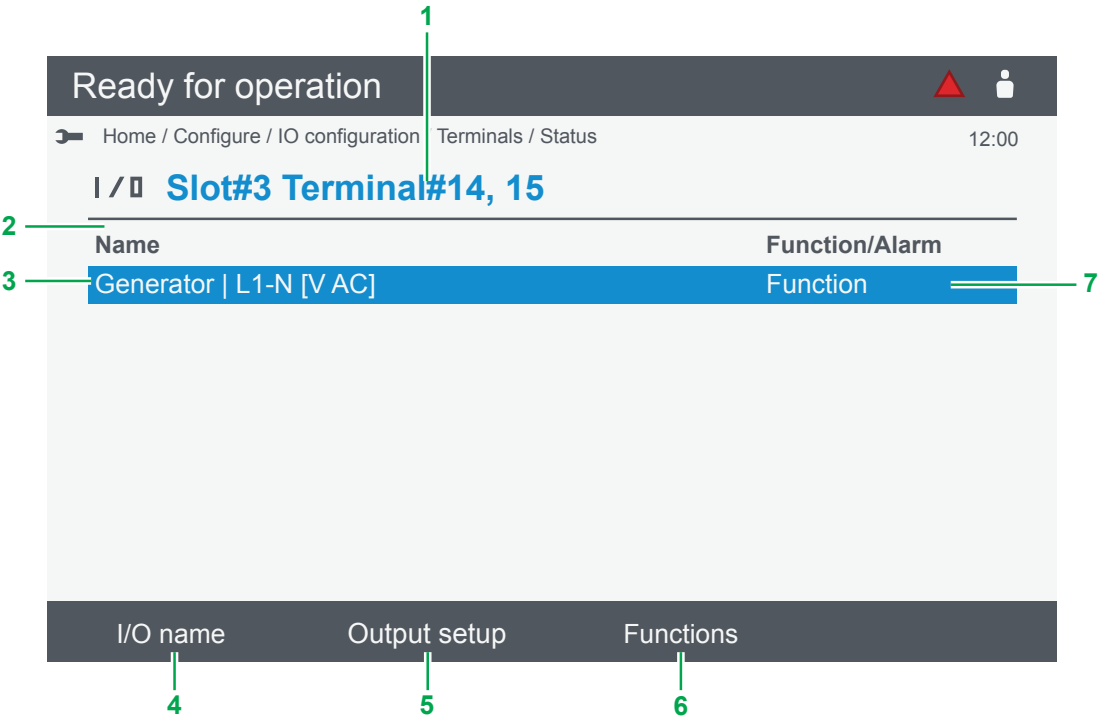 1
Ready for operation
Home / Configure / IO configuration / Terminals / Status
12:00
I/O Slot#3 Terminal#14, 15
2
Name Function/Alarm
3
Generator | L1-N [V AC] Function
7
I/O name Output setup Functions
4 5 6